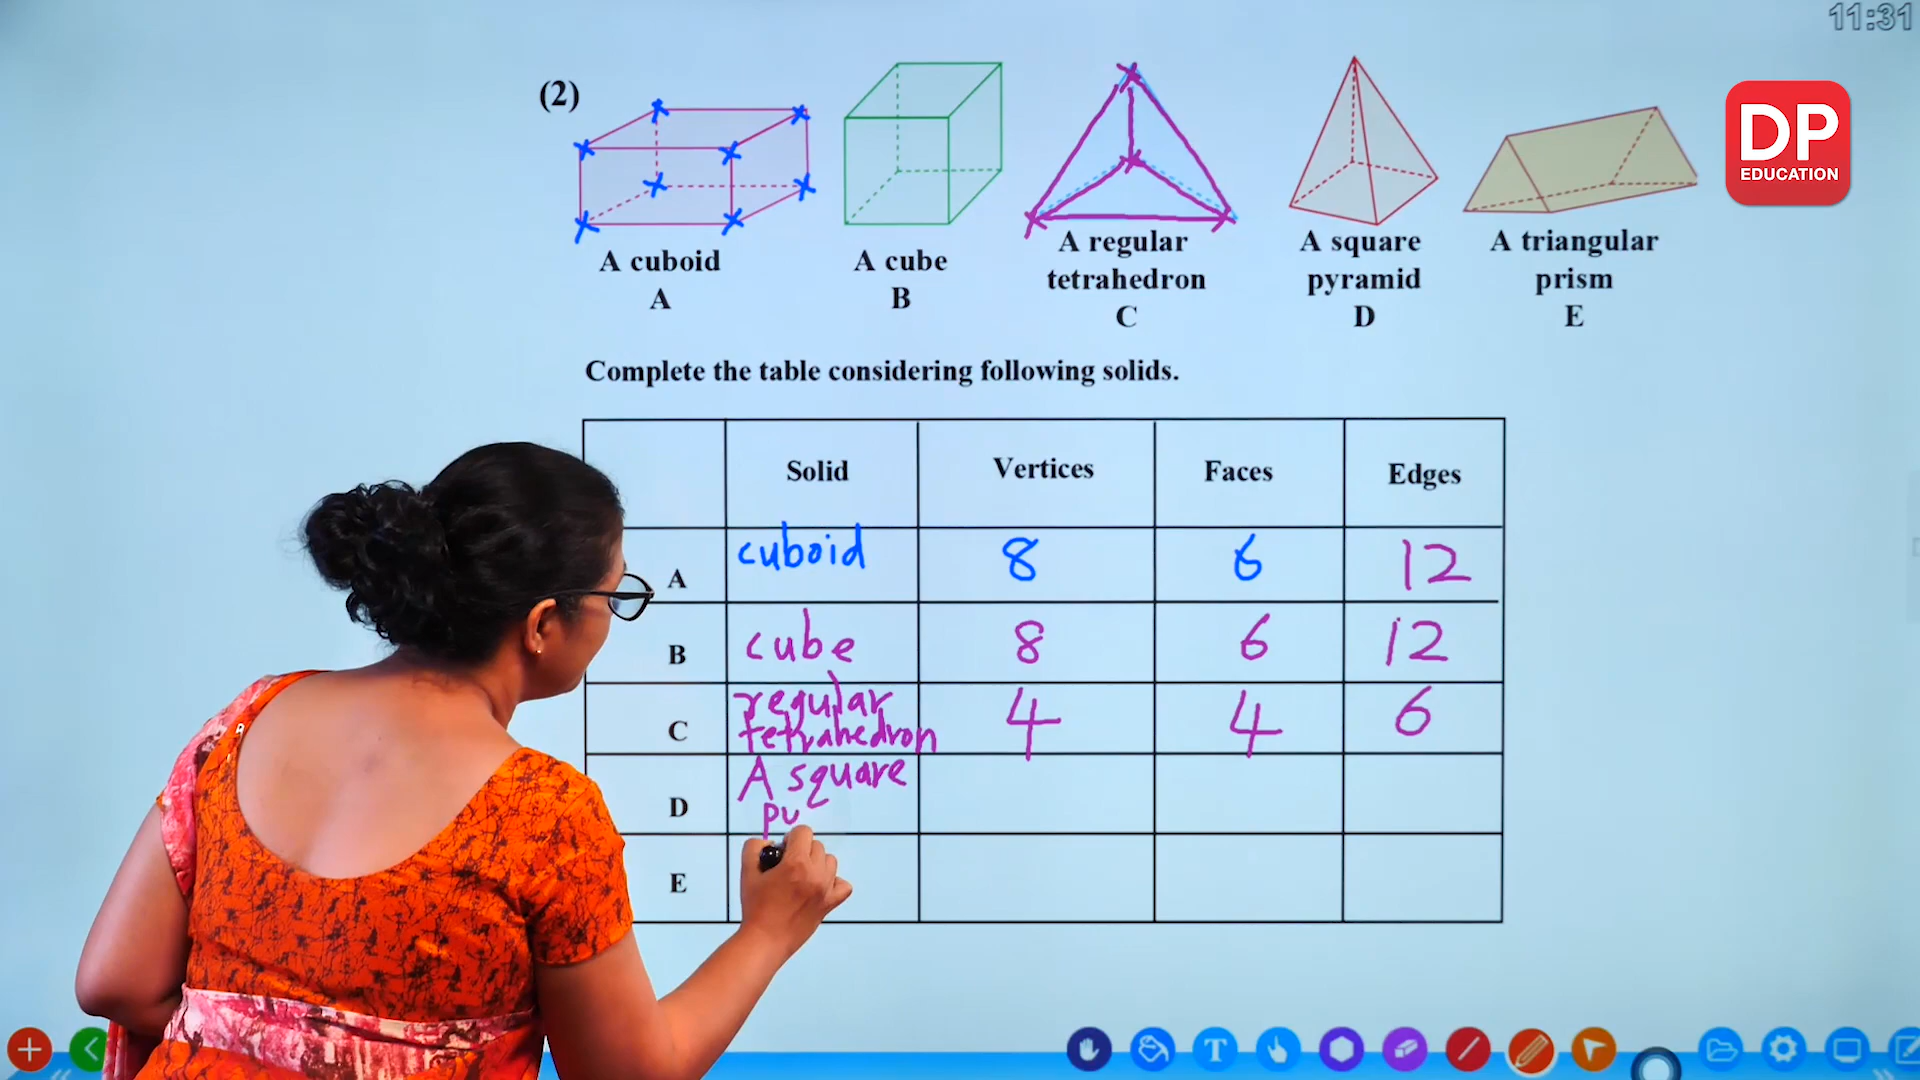 11:31
DP
EDUCATION
(2)
A cuboid
A
A cube
B
A regular
tetrahedron
C
A square
pyramid
D
A triangular
prism
E
Complete the table considering following solids.
Solid Vertices Faces Edges
A cuboid 8 6 12
B cube 8 6 12
C regular
tetrahedron 4 4 6
D A square
E
T